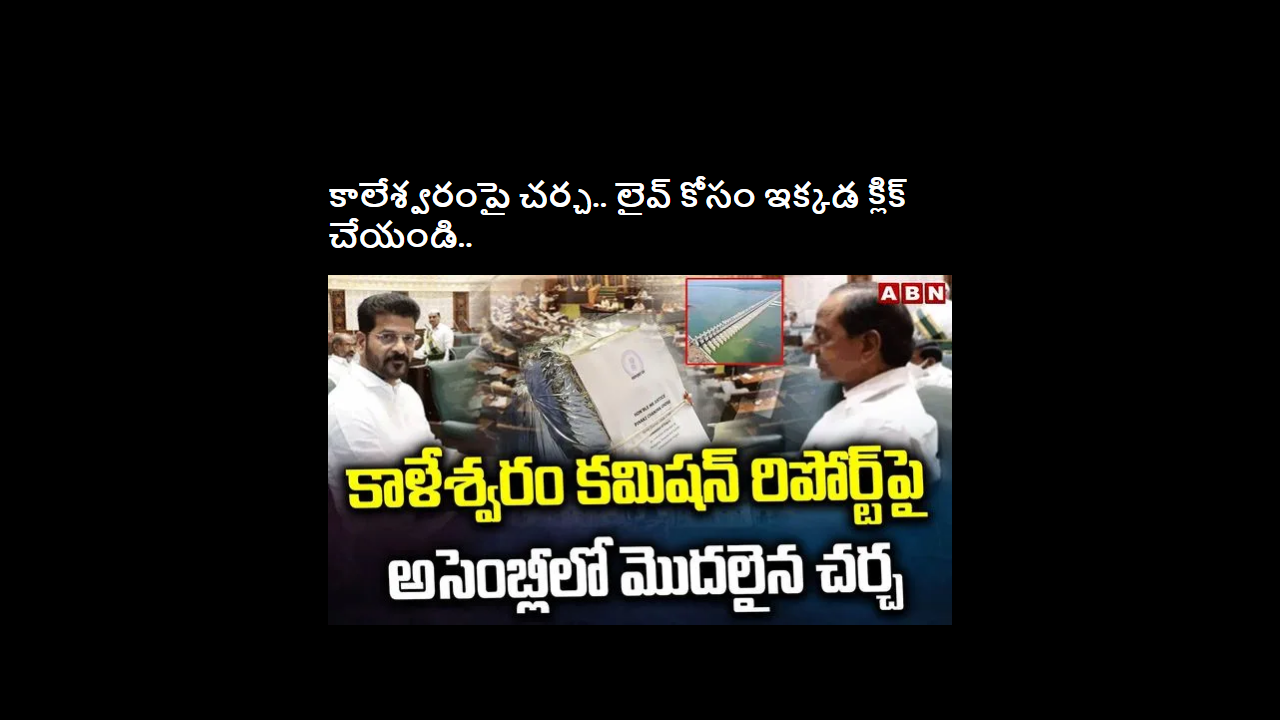 కాలేశ్వరంపై చర్చ.. లైవ్ కోసం ఇక్కడ క్లిక్
చేయండి..
ABN
కాళేశ్వరం కమిషన్ రిపోర్ట్‌పై
అసెంబ్లీలో మొదలైన చర్చ